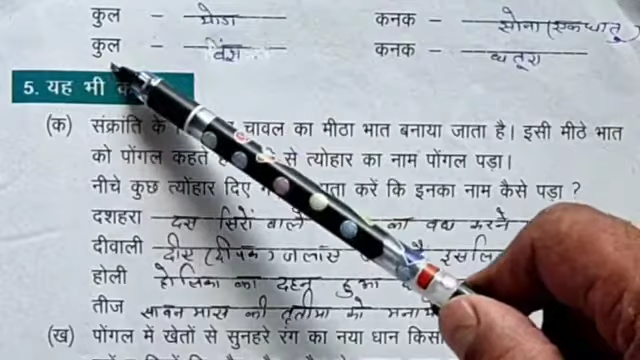 कुल – थोडा कनक – सोना (एक धातु)
कुल – वंश कनक – धतूरा
5. यह भी
(क) संक्रांति के चावल का मीठा भात बनाया जाता है। इसी मीठे भात
को पोंगल कहते से त्योहार का नाम पोंगल पड़ा।
नीचे कुछ त्योंहार दिए पता करें कि इनका नाम कैसे पड़ा ?
दशहरा दस सिरों वाले का वध करने
दीवाली दीए (दीपक) जलाए इसलि
होली होलिका का दहन हुआ
तीज सावन मास की तृतीया को मनाय
(ख) पोंगल में खेतों से सुनहरे रंग का नया धान किसा